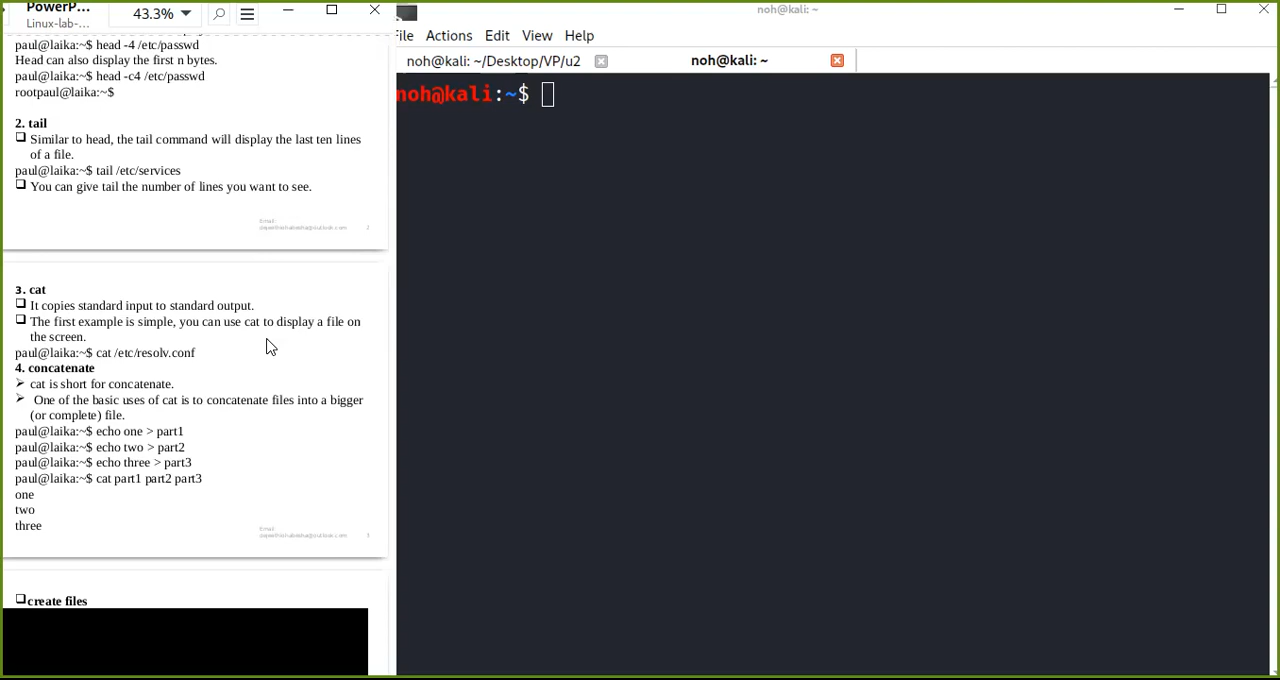 PowerP...
Linux-lab-...
43.3%
paul@laika:~$ head -4 /etc/passwd
Head can also display the first n bytes.
paul@laika:~$ head -c4 /etc/passwd
rootpaul@laika:~$
2. tail
Similar to head, the tail command will display the last ten lines
of a file.
paul@laika:~$ tail /etc/services
You can give tail the number of lines you want to see.
2
3. cat
It copies standard input to standard output.
The first example is simple, you can use cat to display a file on
the screen.
paul@laika:~$ cat /etc/resolv.conf
4. concatenate
cat is short for concatenate.
One of the basic uses of cat is to concatenate files into a bigger
(or complete) file.
paul@laika:~$ echo one > part1
paul@laika:~$ echo two > part2
paul@laika:~$ echo three > part3
paul@laika:~$ cat part1 part2 part3
one
two
three
3
create files
noh@kali: ~
File Actions Edit View Help
noh@kali: ~/Desktop/VP/u2
noh@kali: ~
noh@kali:~$